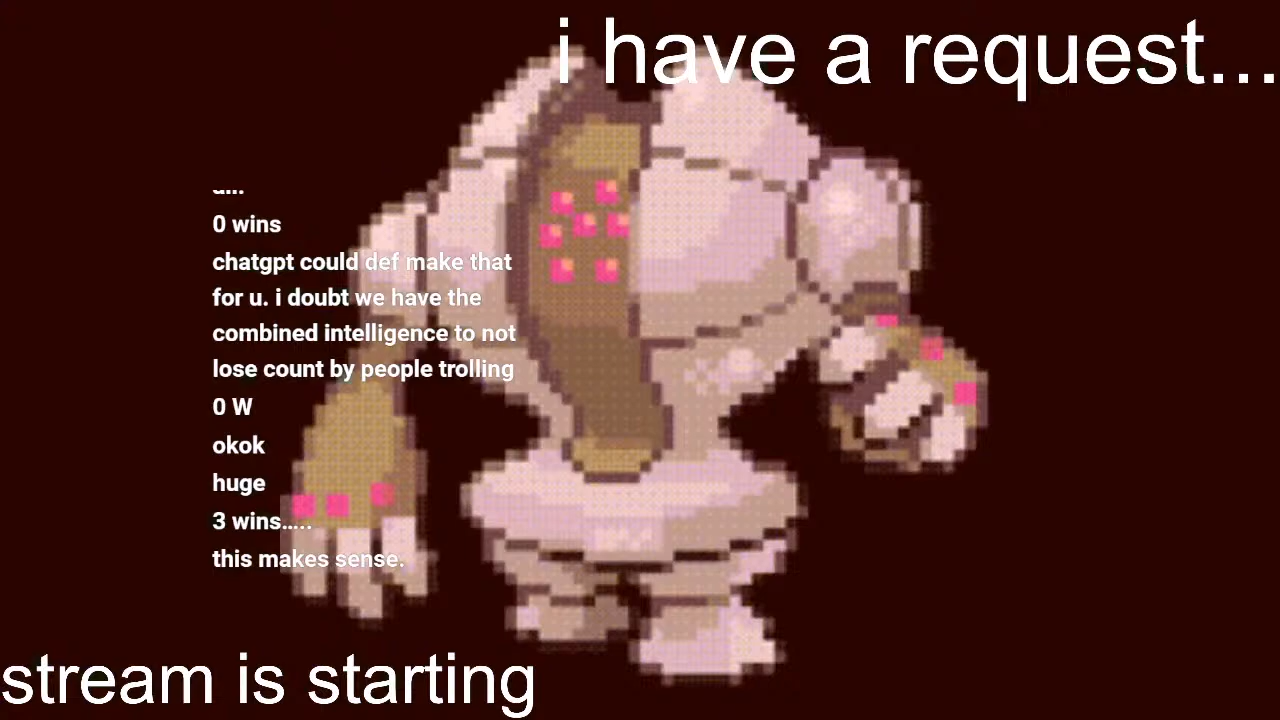 i have a request...
0 wins
chatgpt could def make that
for u. i doubt we have the
combined intelligence to not
lose count by people trolling
0 W
okok
huge
3 wins.....
this makes sense.
stream is starting